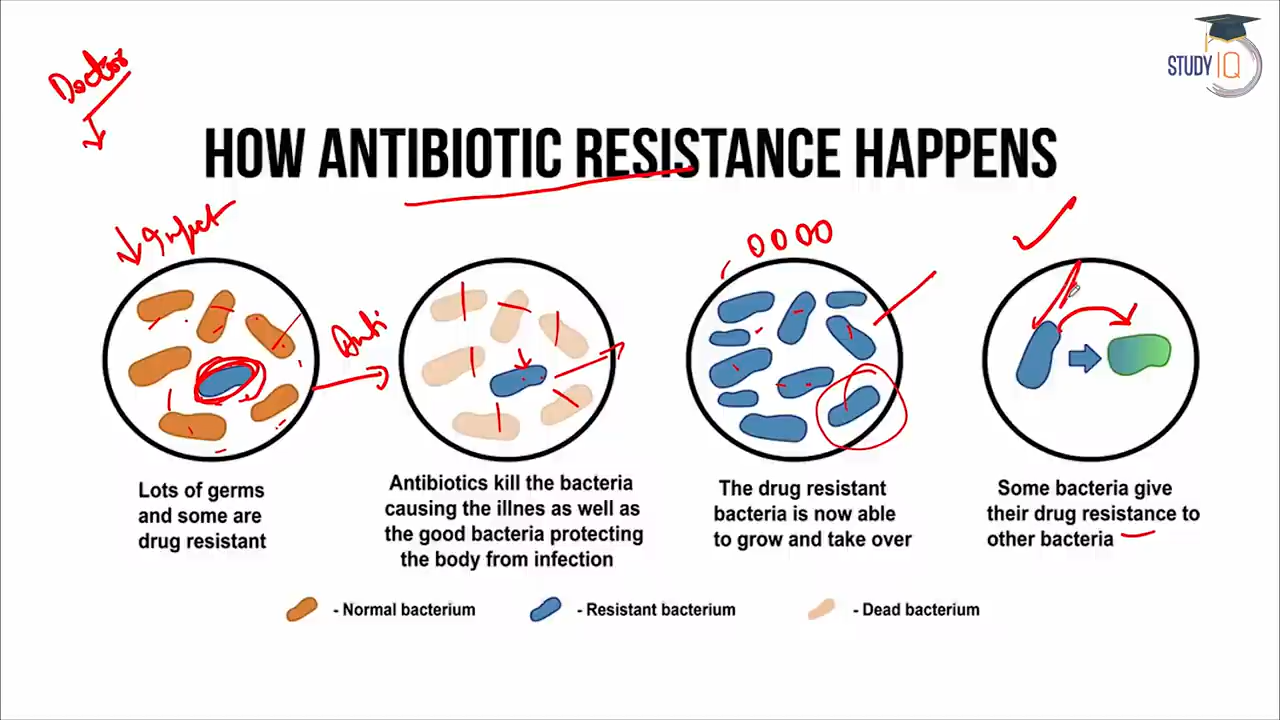 Doctor
STUDY IQ
HOW ANTIBIOTIC RESISTANCE HAPPENS
Infect
Anti
Lots of germs
and some are
drug resistant
Antibiotics kill the bacteria
causing the illnes as well as
the good bacteria protecting
the body from infection
The drug resistant
bacteria is now able
to grow and take over
Some bacteria give
their drug resistance to
other bacteria
- Normal bacterium
- Resistant bacterium
- Dead bacterium